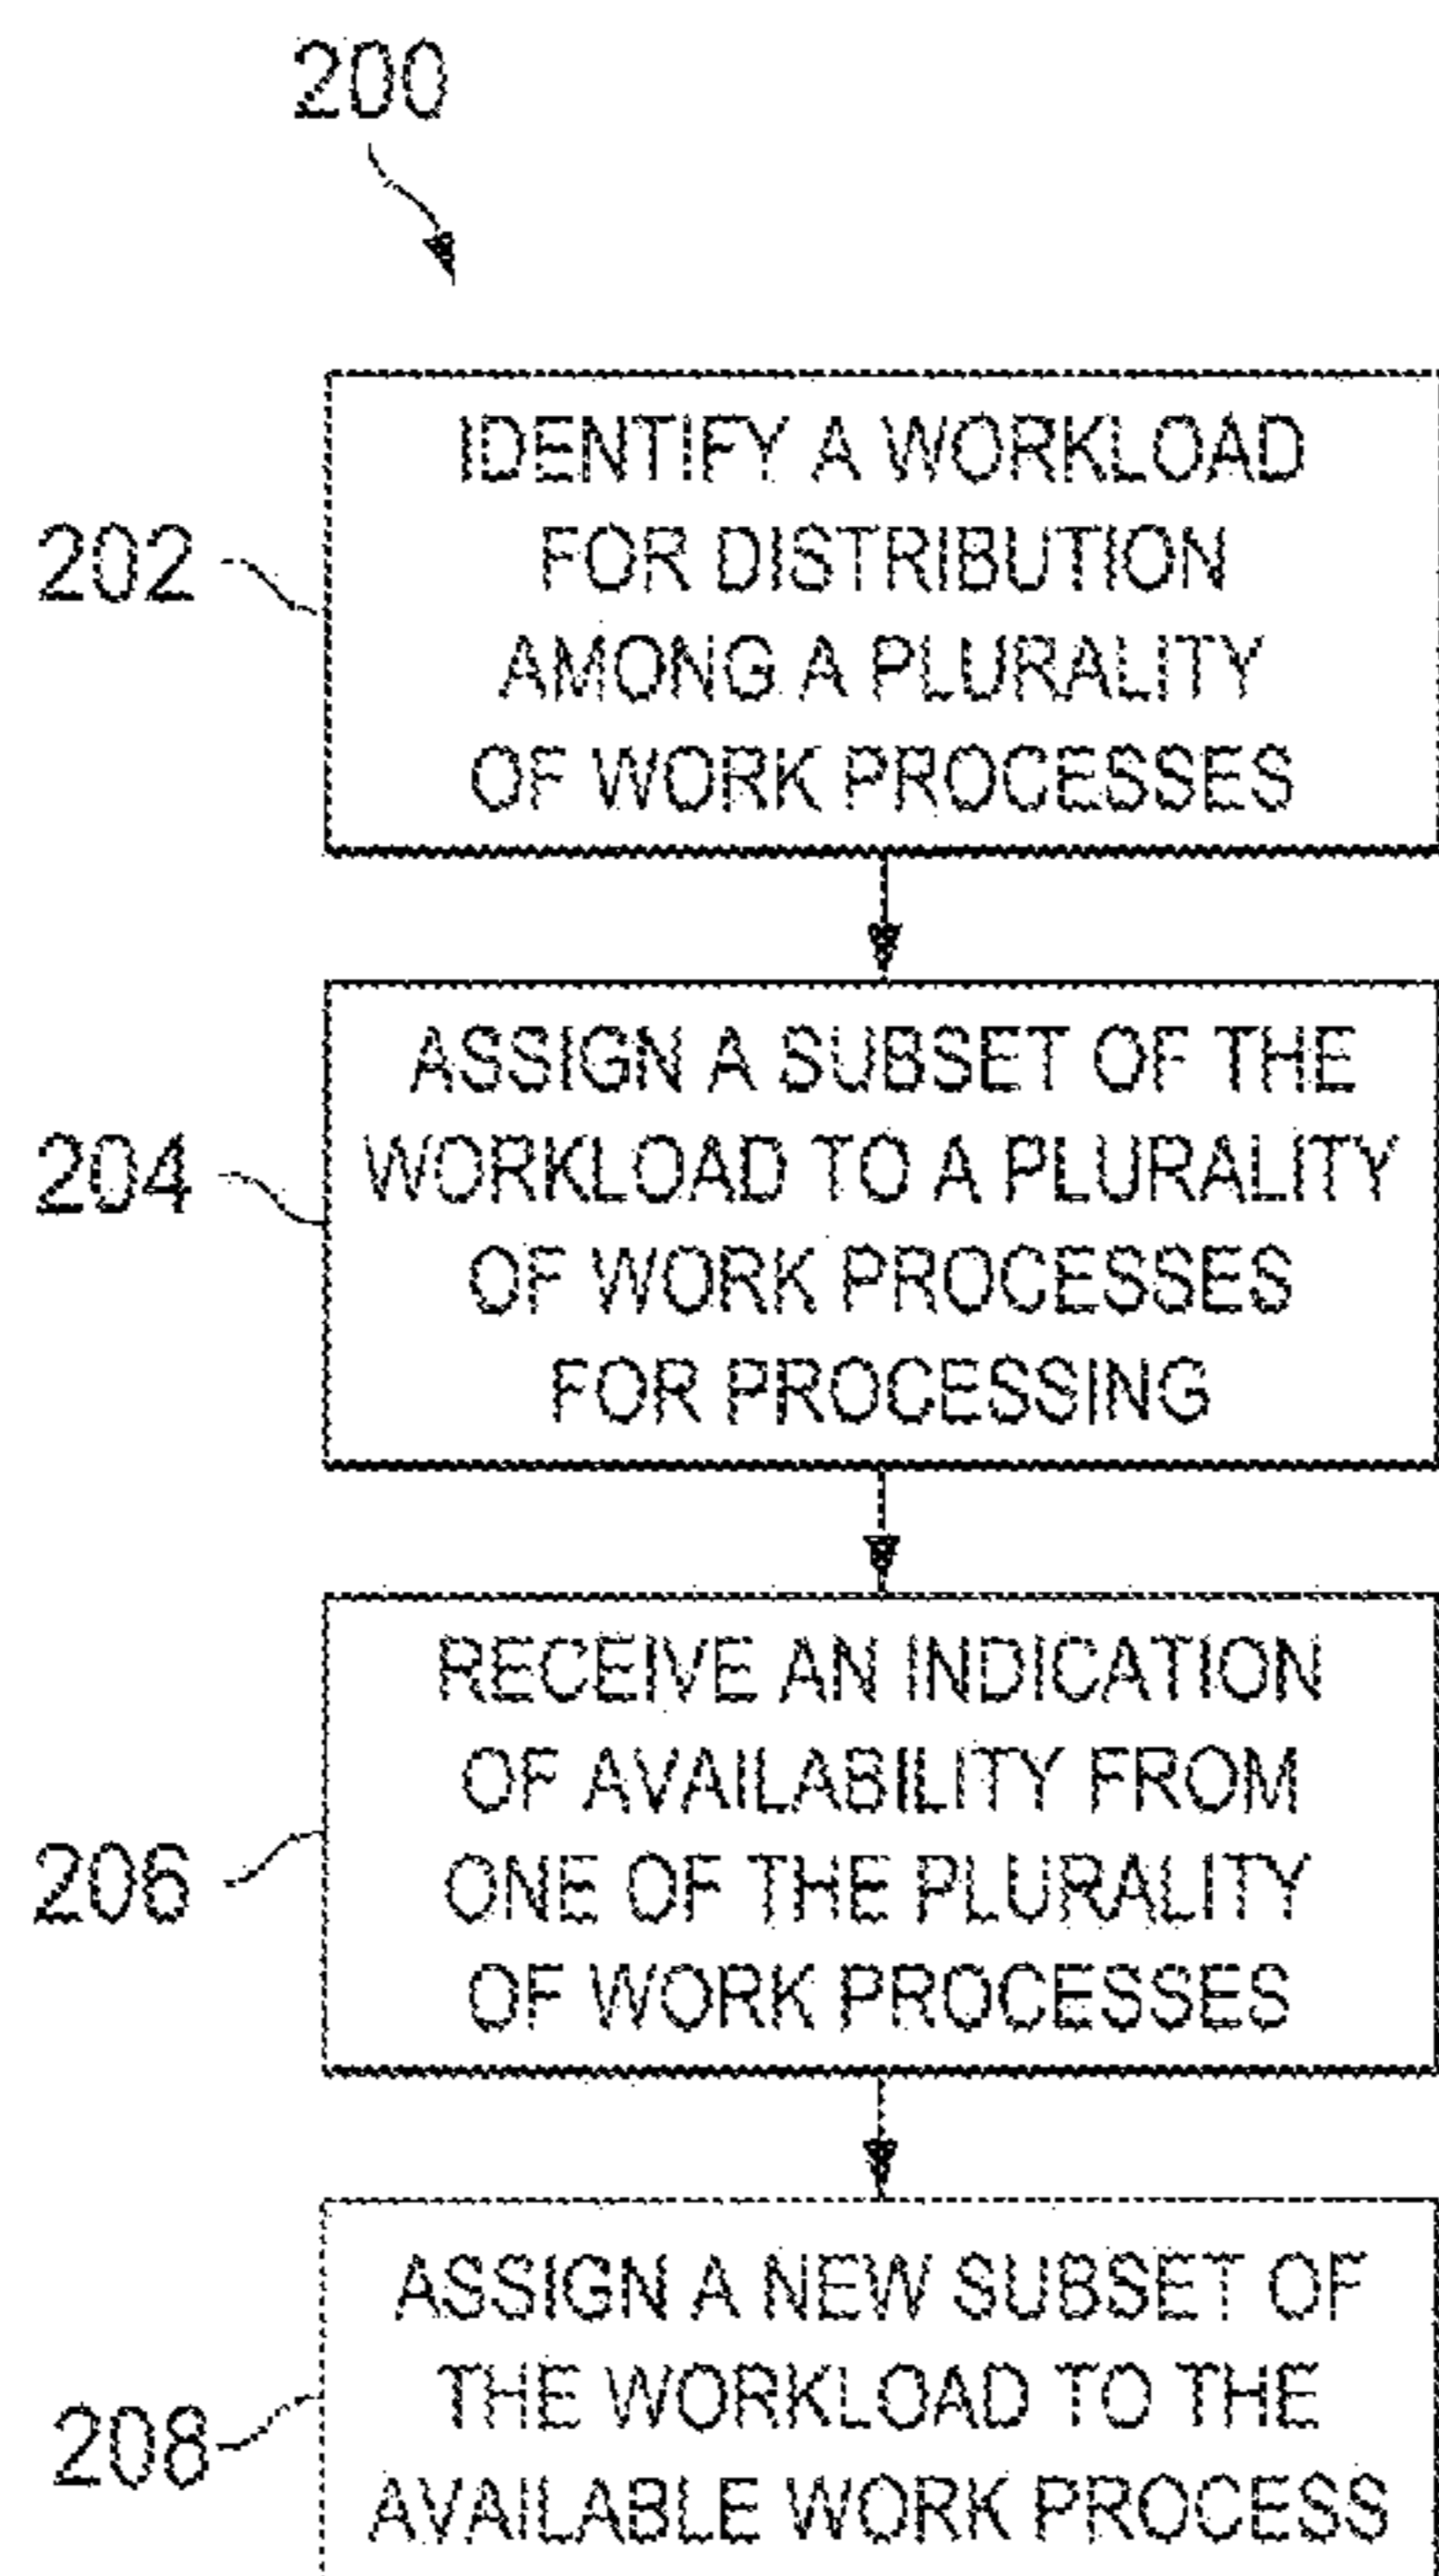 200
202
IDENTIFY A WORKLOAD
FOR DISTRIBUTION
AMONG A PLURALITY
OF WORK PROCESSES
204
ASSIGN A SUBSET OF THE
WORKLOAD TO A PLURALITY
OF WORK PROCESSES
FOR PROCESSING
206
RECEIVE AN INDICATION
OF AVAILABILITY FROM
ONE OF THE PLURALITY
OF WORK PROCESSES
208
ASSIGN A NEW SUBSET OF
THE WORKLOAD TO THE
AVAILABLE WORK PROCESS